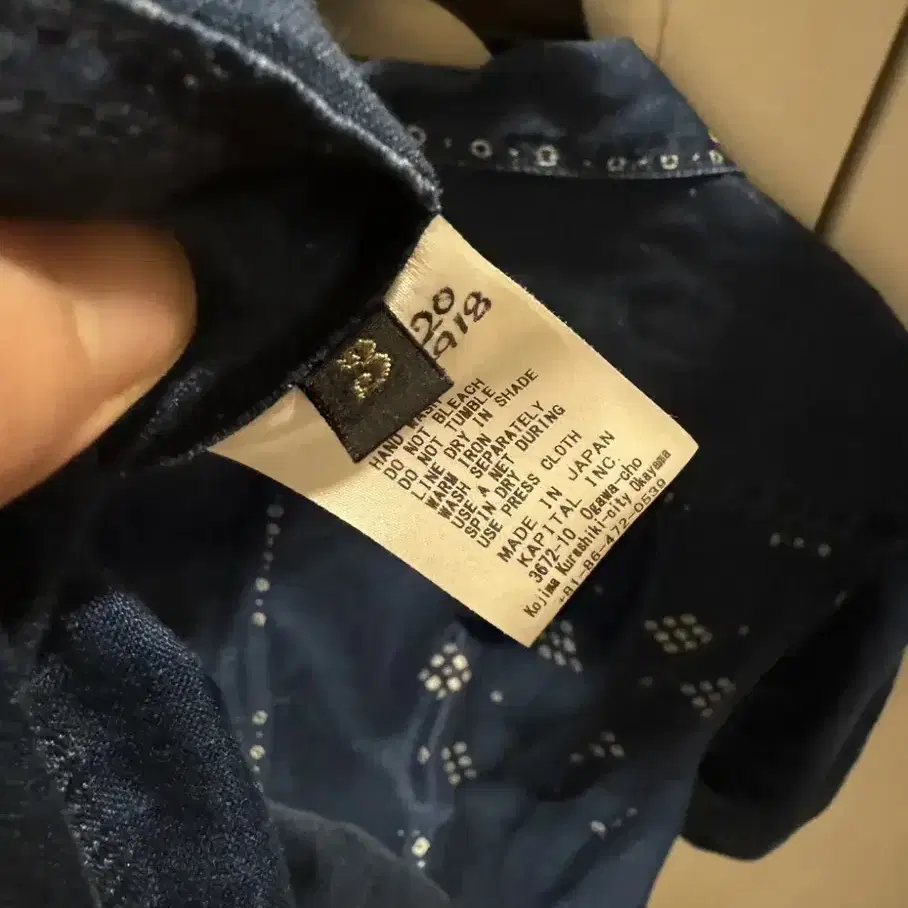 20
918
HAND WASH
DO NOT BLEACH
DO NOT TUMBLE
LINE DRY IN SHADE
WARM IRON
WASH SEPARATELY
USE A NET DURING
SPIN DRY
USE PRESS CLOTH
MADE IN JAPAN
KAPITAL INC.
3672-10 Ogawa-cho
Kojima Kurashiki-city Okayama
+81-86-472-0539